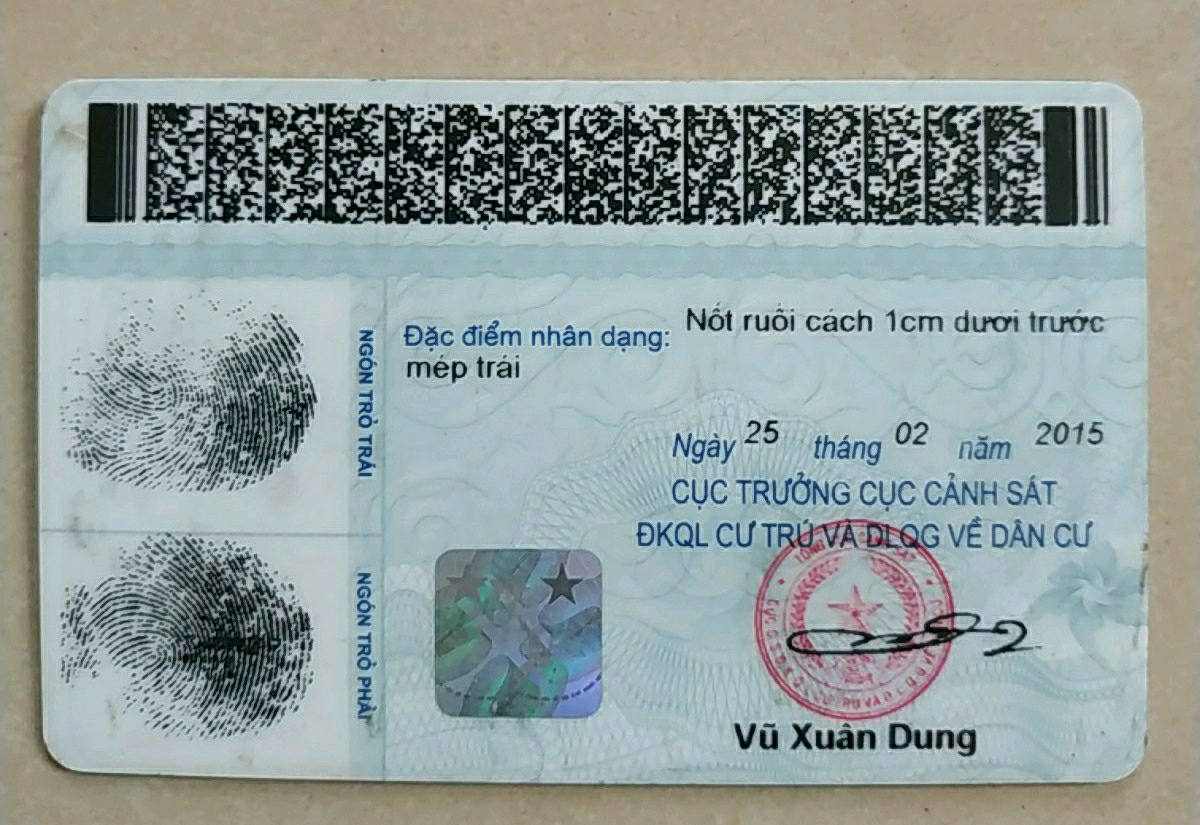 Đặc điểm nhân dạng: Nốt ruồi cách 1cm dưới trước
mép trái
Ngày 25 tháng 02 năm 2015
CỤC TRƯỞNG CỤC CẢNH SÁT
ĐKQL CƯ TRÚ VÀ DLQG VỀ DÂN CƯ
Vũ Xuân Dung
NGÓN TRỎ TRÁI
NGÓN TRỎ PHẢI